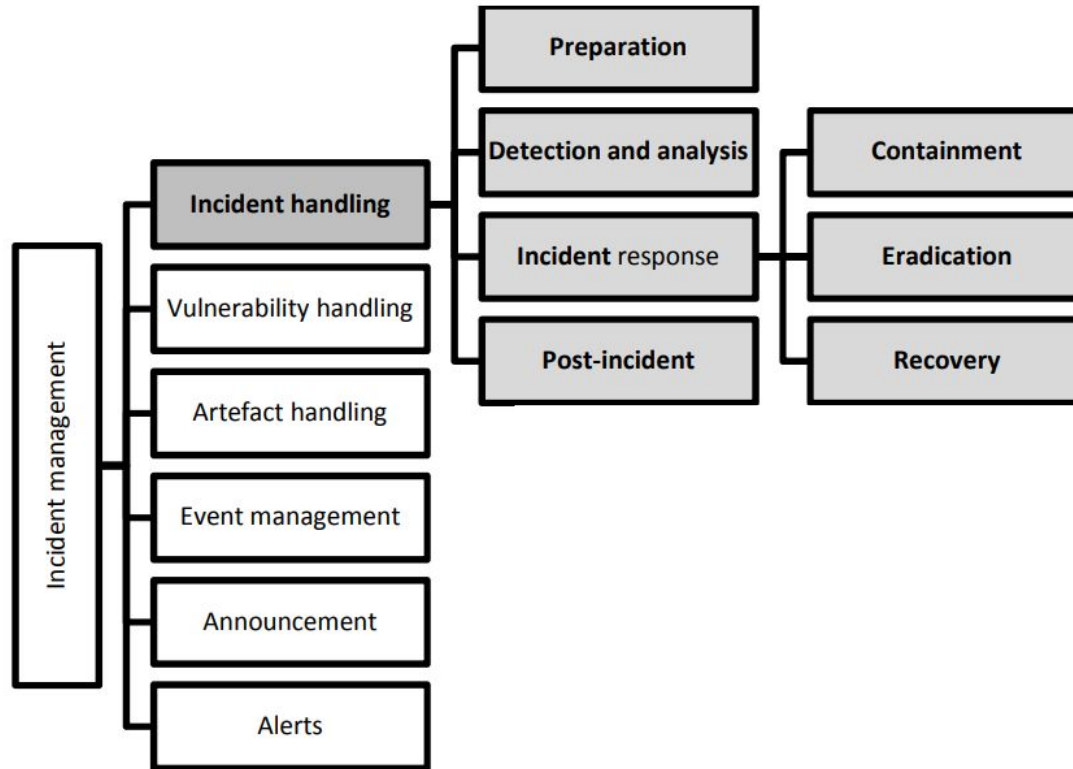 Incident management
Incident handling
Vulnerability handling
Artefact handling
Event management
Announcement
Alerts
Preparation
Detection and analysis
Incident response
Post-incident
Containment
Eradication
Recovery